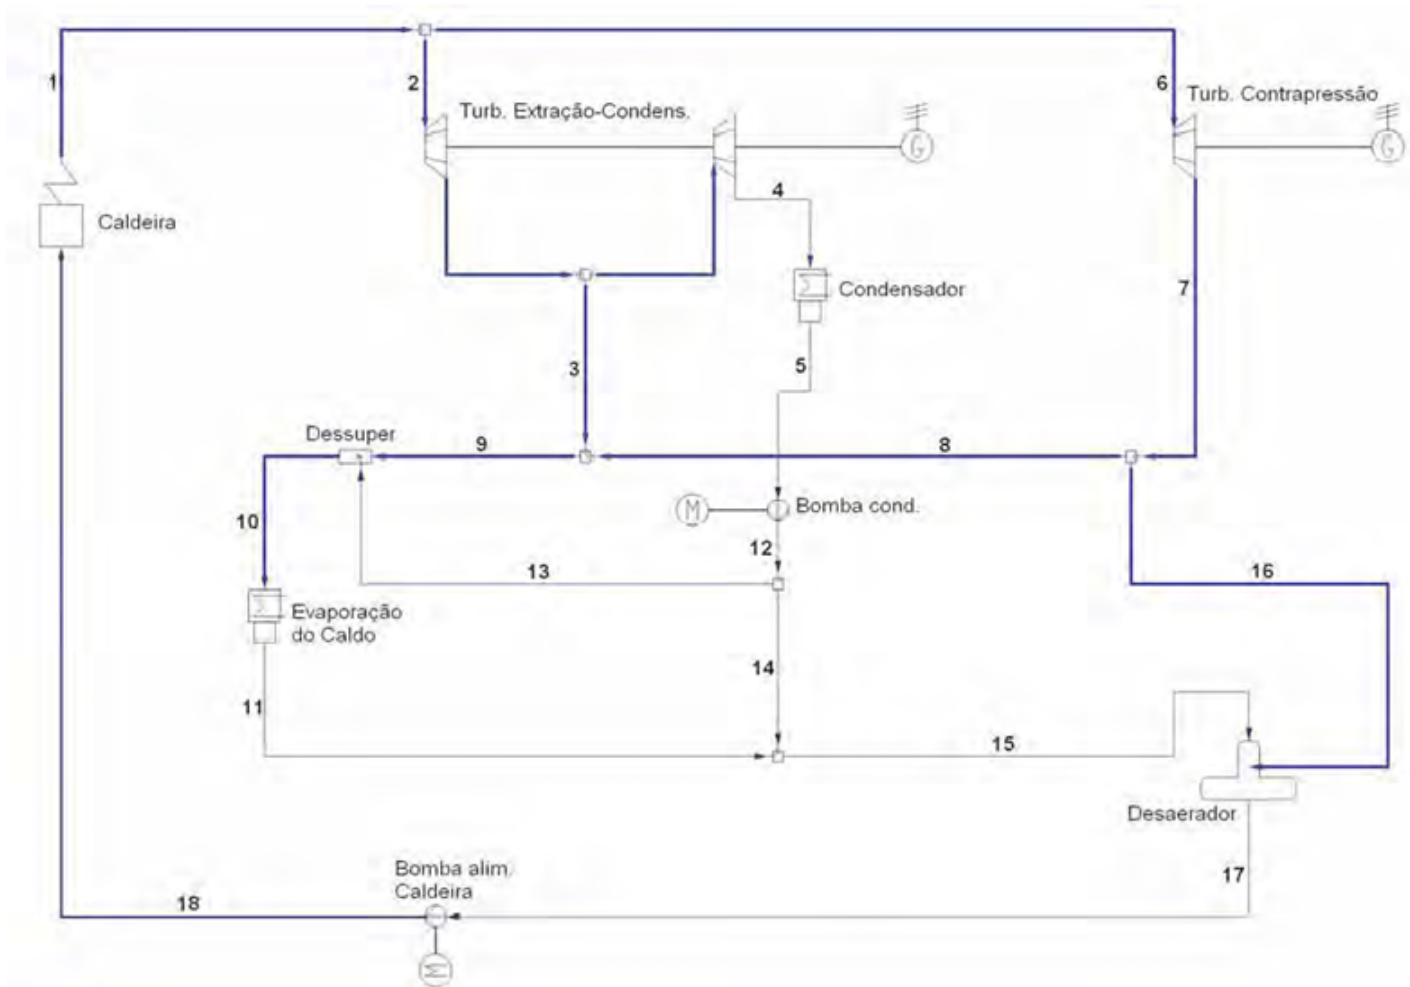 1
2
6
Turb. Extração-Condens.
Turb. Contrapressão
G
G
4
Caldeira
Condensador
7
3
5
Dessuper
9
8
10
M
Bomba cond.
12
13
16
Evaporação
do Caldo
14
11
15
Desaerador
Bomba alim.
Caldeira
17
18
M